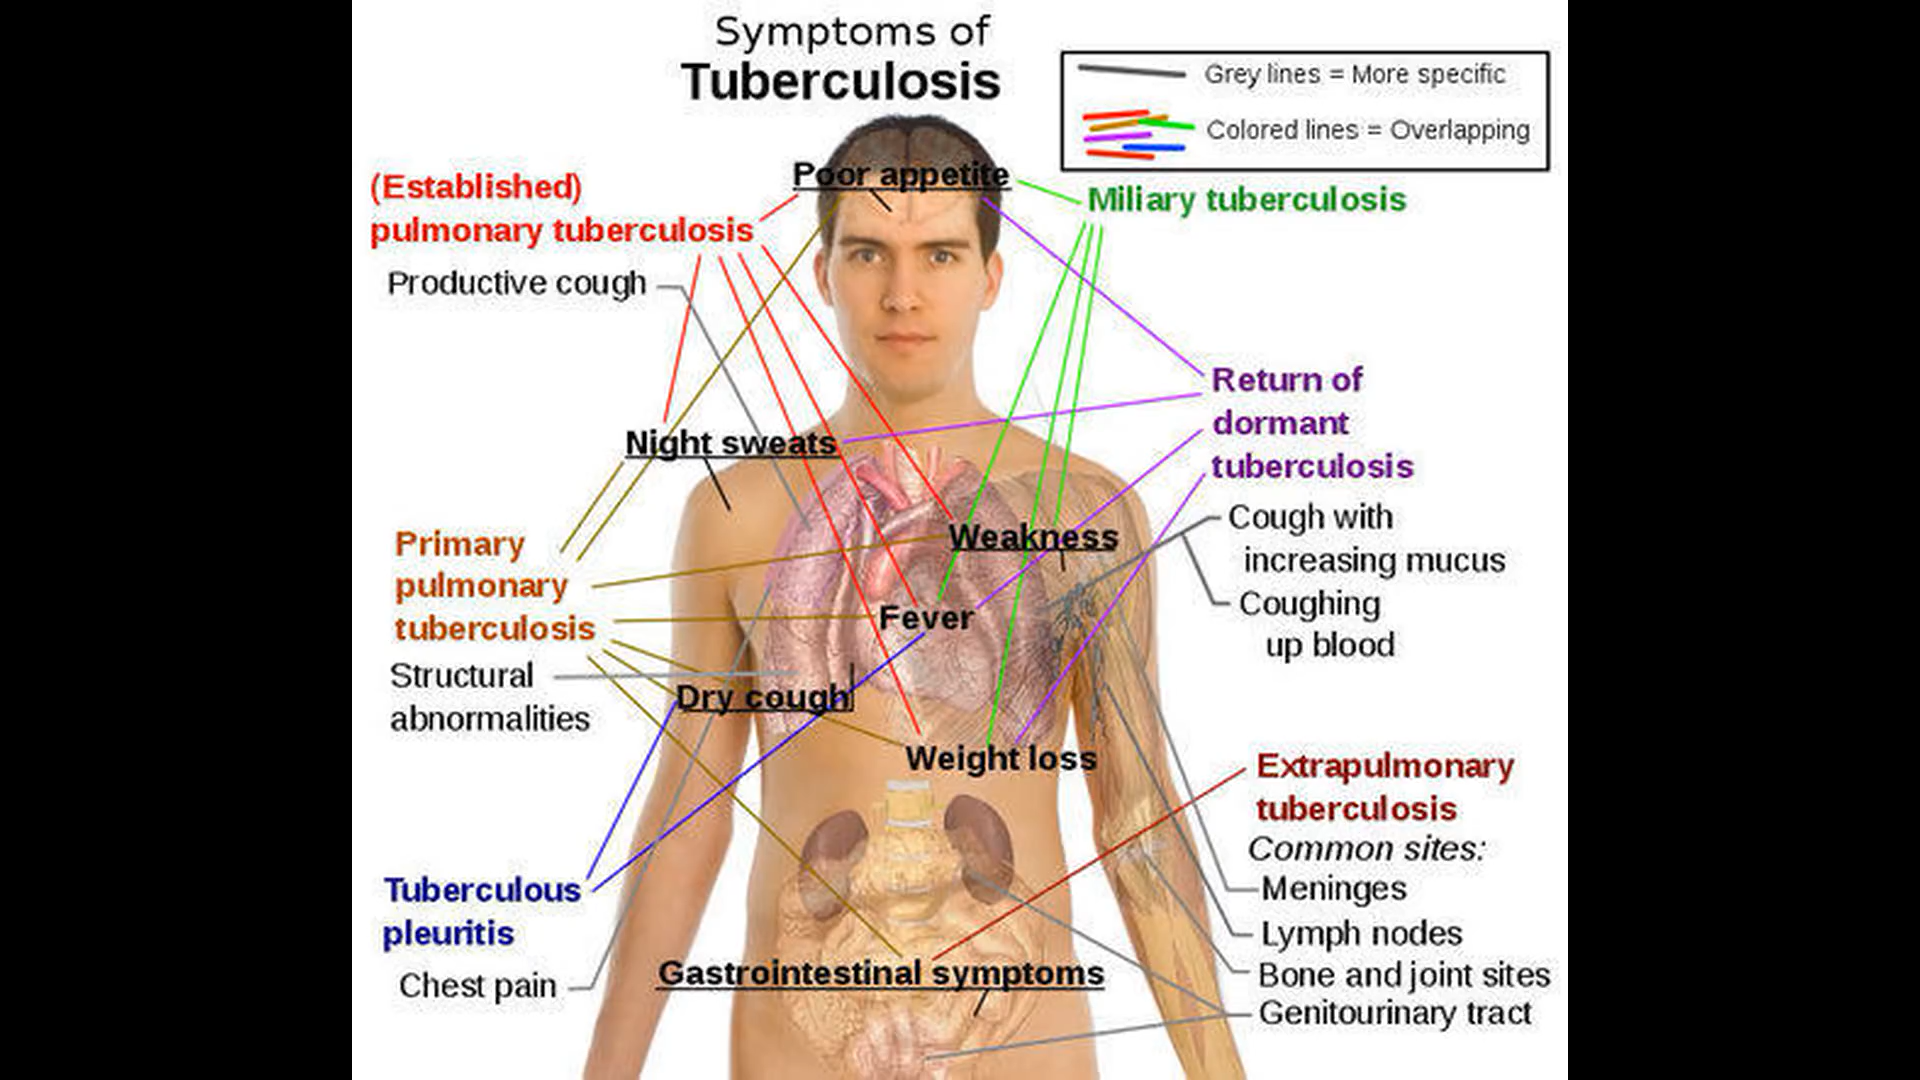 Symptoms of
Tuberculosis
Grey lines = More specific
Colored lines = Overlapping
Poor appetite
(Established)
pulmonary tuberculosis
Productive cough
Miliary tuberculosis
Return of
dormant
tuberculosis
Night sweats
Cough with
increasing mucus
Coughing
up blood
Weakness
Primary
pulmonary
tuberculosis
Structural
abnormalities
Fever
Dry cough
Weight loss
Extrapulmonary
tuberculosis
Common sites:
Meninges
Lymph nodes
Bone and joint sites
Genitourinary tract
Tuberculous
pleuritis
Chest pain
Gastrointestinal symptoms